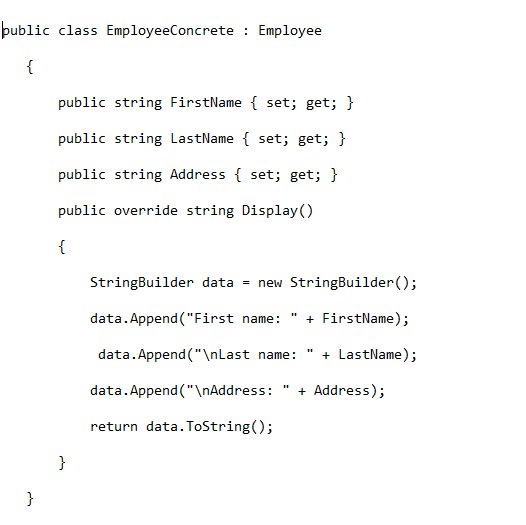 public class EmployeeConcrete : Employee
{
public string FirstName { set; get; }
public string LastName { set; get; }
public string Address { set; get; }
public override string Display()
{
StringBuilder data = new StringBuilder();
data.Append("First name: " + FirstName);
data.Append("\nLast name: " + LastName);
data.Append("\nAddress: " + Address);
return data.ToString();
}
}